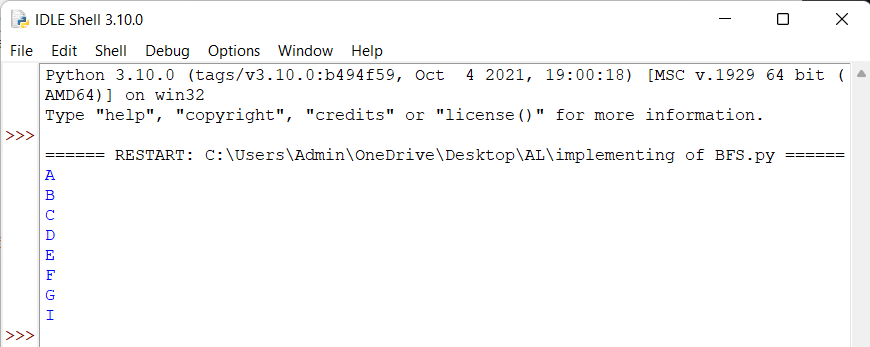 IDLE Shell 3.10.0
File Edit Shell Debug Options Window Help
Python 3.10.0 (tags/v3.10.0:b494f59, Oct  4 2021, 19:00:18) [MSC v.1929 64 bit (
AMD64)] on win32
Type "help", "copyright", "credits" or "license()" for more information.
>>>
====== RESTART: C:\Users\Admin\OneDrive\Desktop\AL\implementing of BFS.py ======
A
B
C
D
E
F
G
I
>>>